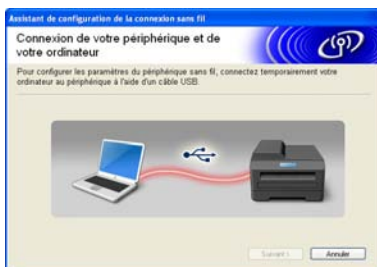 Assistant de configuration de la connexion sans fil
Connexion de votre périphérique et de
votre ordinateur
Pour configurer les paramètres du périphérique sans fil, connectez temporairement votre
ordinateur au périphérique à l'aide d'un câble USB.
Suivant >
Annuler